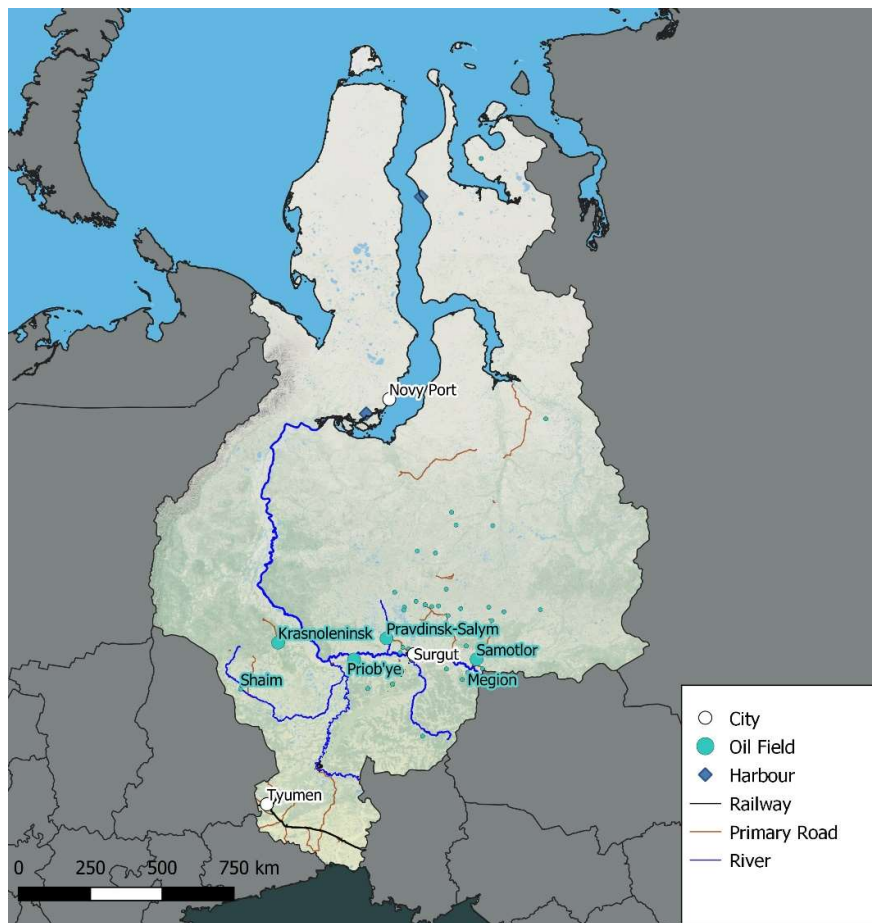 Novy Port
Krasnoleninsk
Pravdinsk-Salym
Surgut
Samotlor
Priob'ye
Shaim
Megion
Tyumen
City
Oil Field
Harbour
Railway
Primary Road
River
0 250 500 750 km